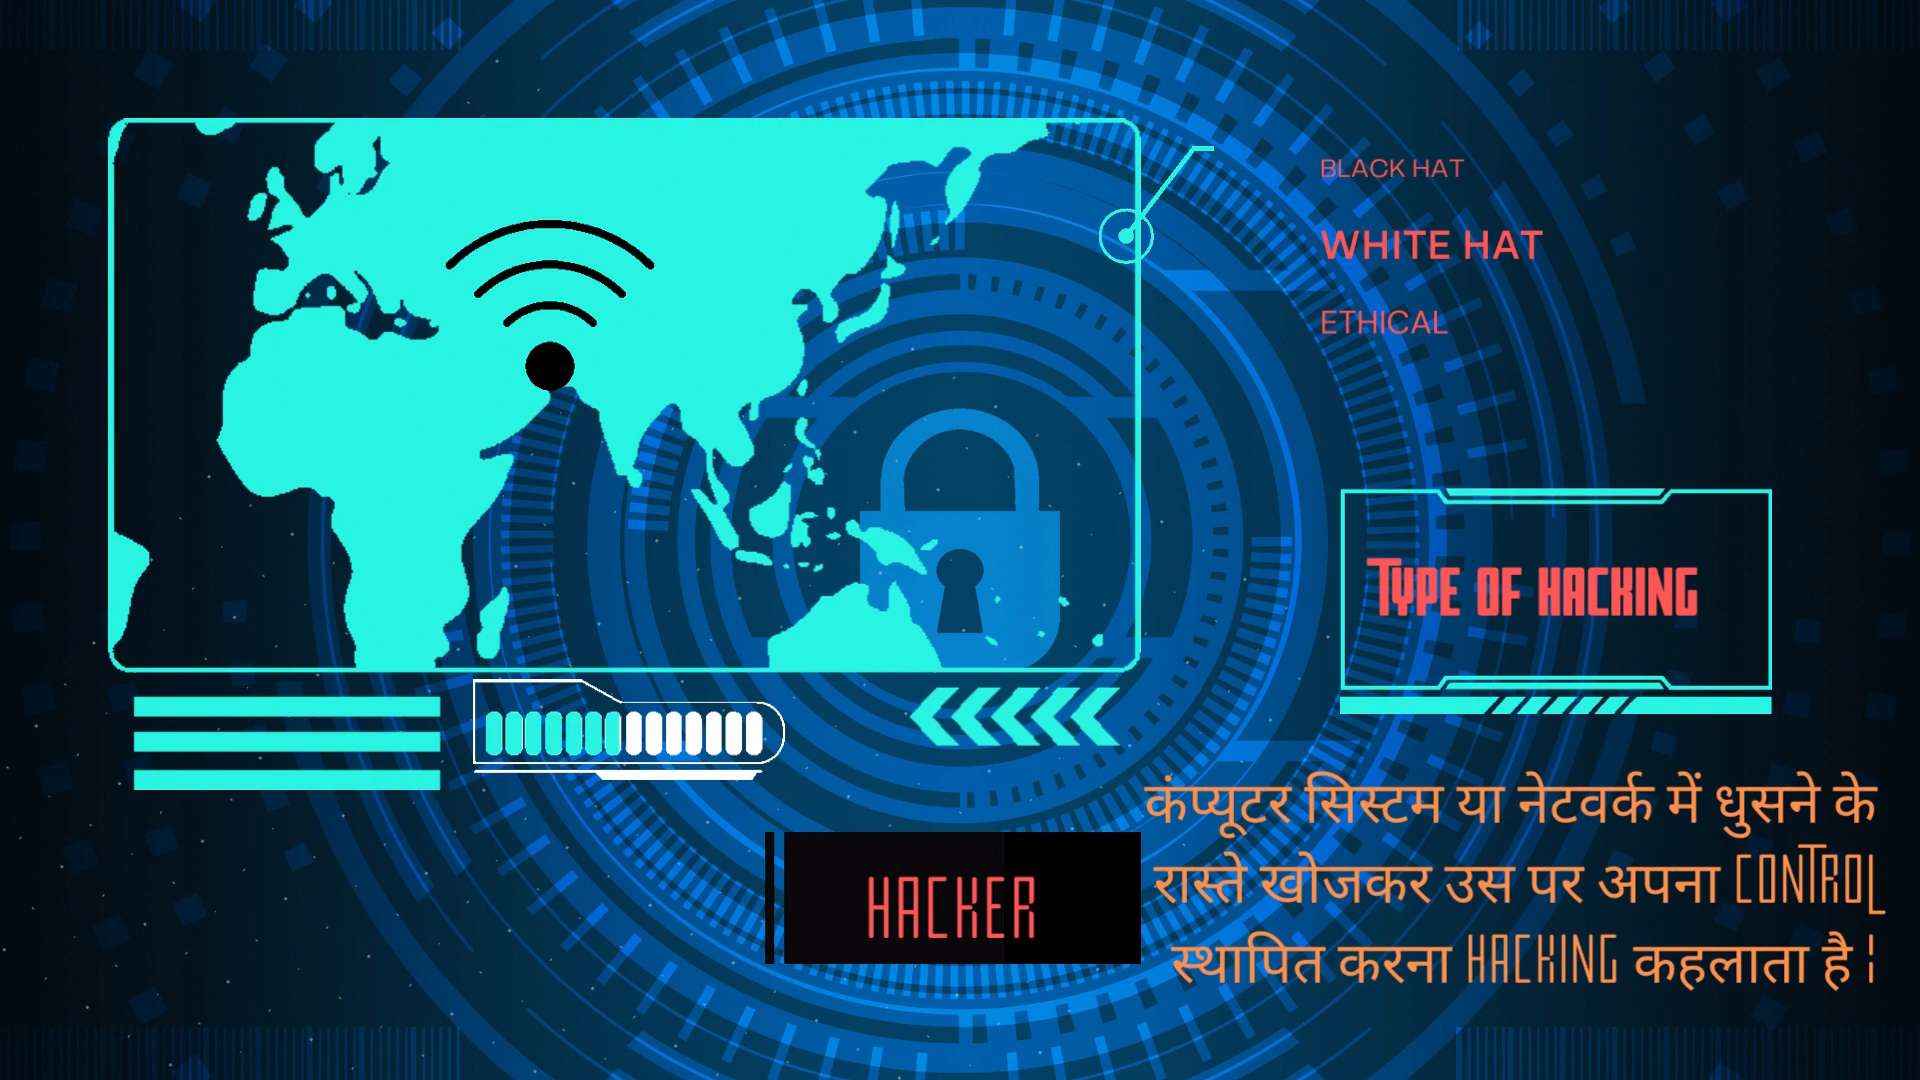 BLACK HAT
WHITE HAT
ETHICAL
TYPE OF HACKING
HACKER
कंप्यूटर सिस्टम या नेटवर्क में धुसने के
रास्ते खोजकर उस पर अपना CONTROL
स्थापित करना HACKING कहलाता है !